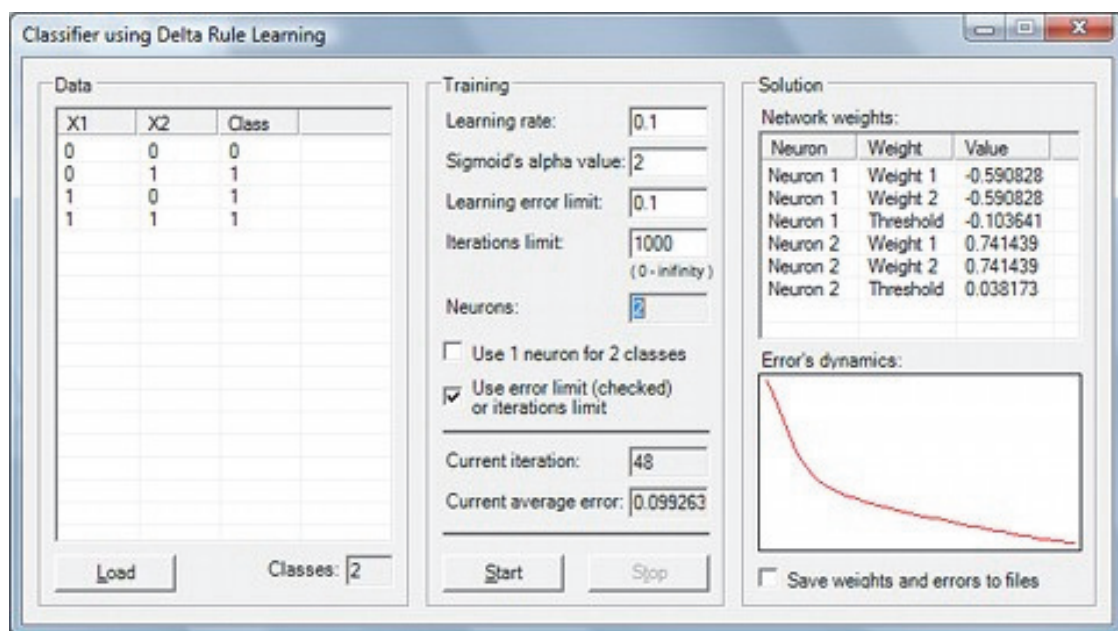 Classifier using Delta Rule Learning
Data
X1 X2 Class
0 0 0
0 1 1
1 0 1
1 1 1
Load
Classes: 2
Training
Learning rate: 0.1
Sigmoid's alpha value: 2
Learning error limit: 0.1
Iterations limit: 1000
( 0 - inifinity )
Neurons: 2
Use 1 neuron for 2 classes
Use error limit (checked)
or iterations limit
Current iteration: 48
Current average error: 0.099263
Start Stop
Solution
Network weights:
Neuron Weight Value
Neuron 1 Weight 1 -0.590828
Neuron 1 Weight 2 -0.590828
Neuron 1 Threshold -0.103641
Neuron 2 Weight 1 0.741439
Neuron 2 Weight 2 0.741439
Neuron 2 Threshold 0.038173
Error's dynamics:
Save weights and errors to files